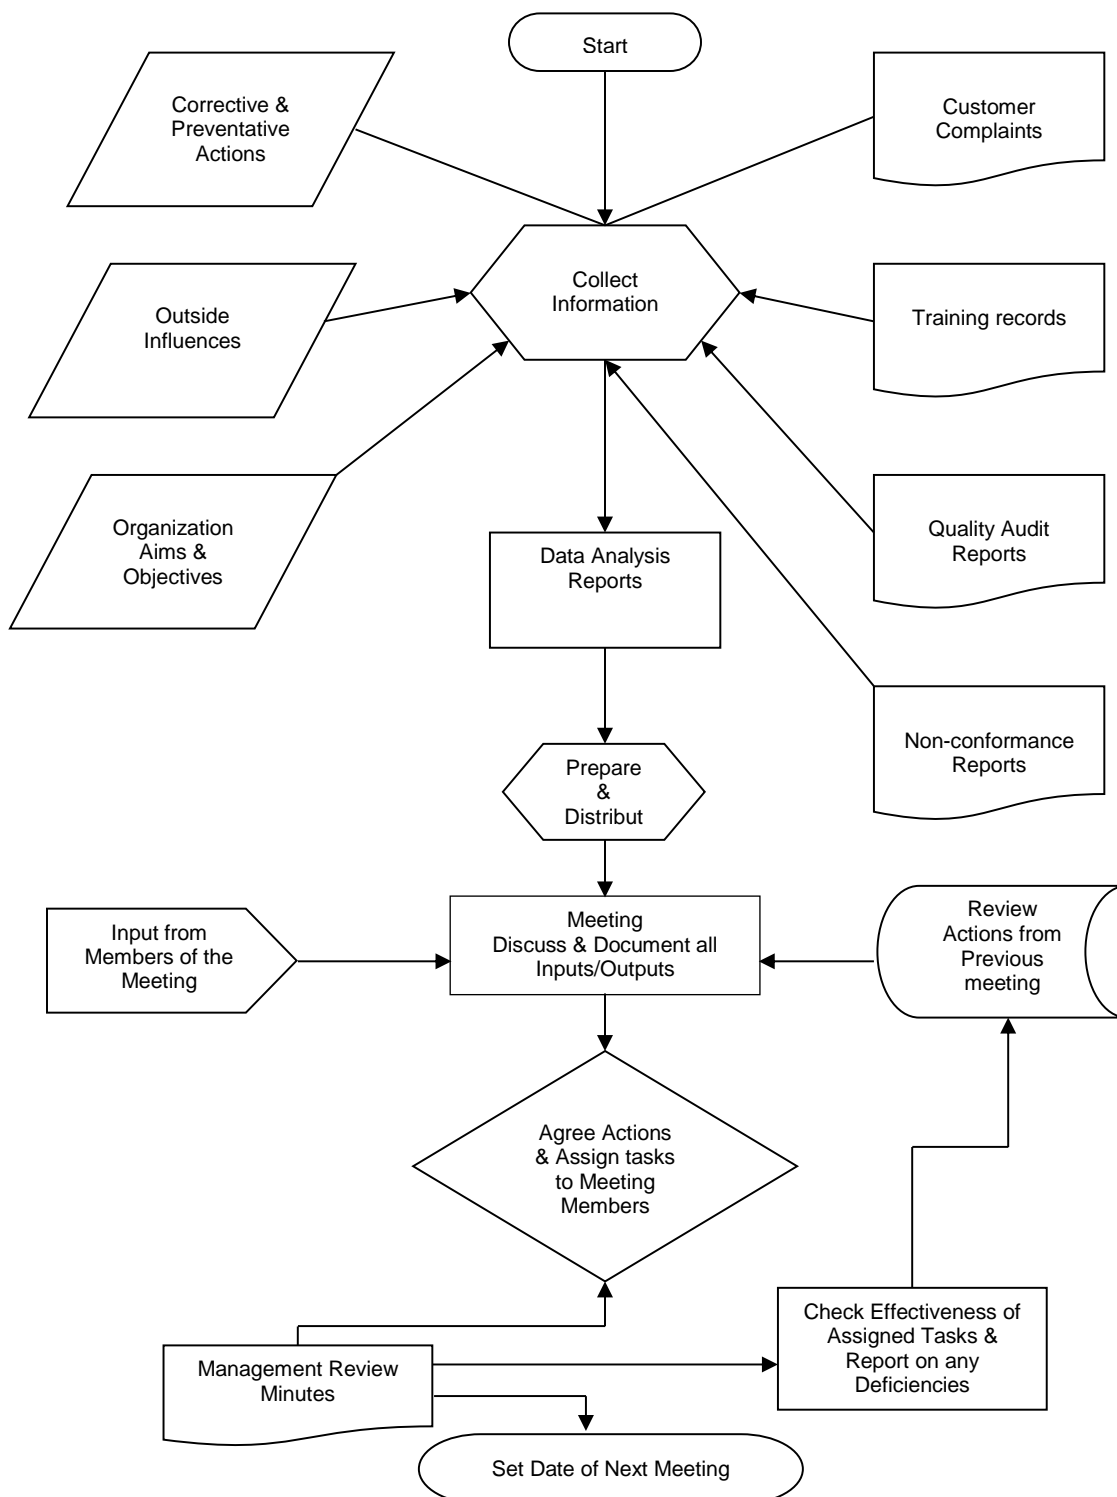 Start
Corrective &
Preventative
Actions
Customer
Complaints
Collect
Information
Outside
Influences
Training records
Organization
Aims &
Objectives
Data Analysis
Reports
Quality Audit
Reports
Non-conformance
Reports
Prepare
&
Distribut
Input from
Members of the
Meeting
Meeting
Discuss & Document all
Inputs/Outputs
Review
Actions from
Previous
meeting
Agree Actions
& Assign tasks
to Meeting
Members
Management Review
Minutes
Check Effectiveness of
Assigned Tasks &
Report on any
Deficiencies
Set Date of Next Meeting